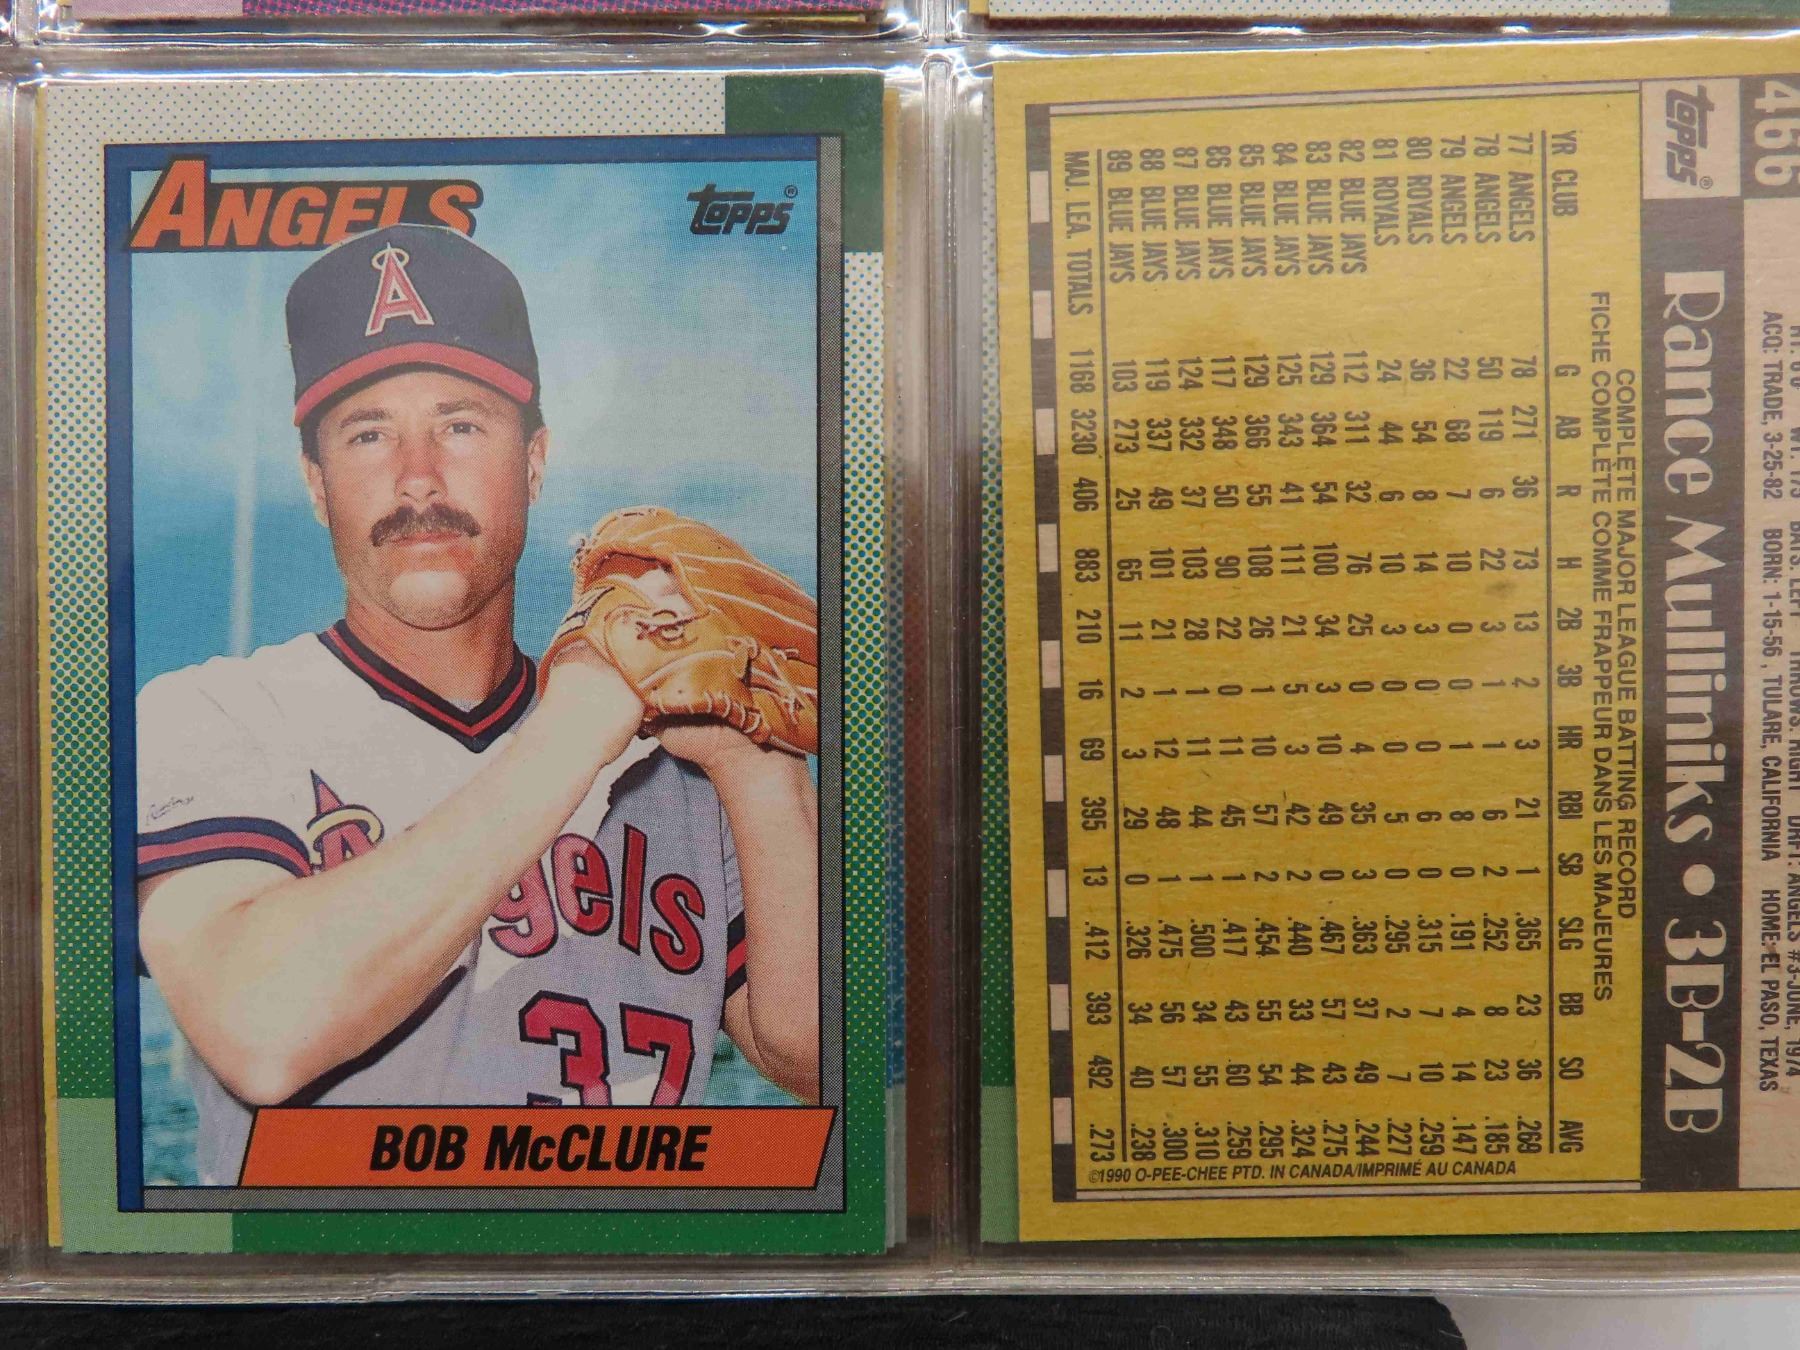 ANGELS
topps®
A
A
gels
37
BOB McCLURE
466
topps®
Rance Mulliniks • 3B-2B
THROWS: RIGHT DRFT: ANGELS #3-JUNE, 1974
ACQ: TRADE, 3-25-82 BORN: 1-15-56, TULARE, CALIFORNIA HOME: EL PASO, TEXAS
COMPLETE MAJOR LEAGUE BATTING RECORD
FICHE COMPLÈTE COMME FRAPPEUR DANS LES MAJEURES
YR CLUB G AB R H 2B 3B HR RBI SB SLG BB SO AVG
77 ANGELS 78 271 36 73 13 2 3 21 1 .365 23 36 .269
78 ANGELS 50 119 6 22 3 1 1 6 2 .252 8 23 .185
79 ANGELS 22 68 7 10 0 0 1 8 0 .191 4 14 .147
80 ROYALS 36 54 8 14 3 0 0 6 0 .315 7 10 .259
81 ROYALS 24 44 6 10 3 0 0 5 0 .295 2 7 .227
82 BLUE JAYS 112 311 32 76 25 0 4 35 3 .363 37 49 .244
83 BLUE JAYS 129 364 54 100 34 3 10 49 0 .467 57 43 .275
84 BLUE JAYS 125 343 41 111 21 5 3 42 2 .440 33 44 .324
85 BLUE JAYS 129 366 55 108 26 1 10 57 2 .454 55 54 .295
86 BLUE JAYS 117 348 50 90 22 0 11 45 1 .417 43 60 .259
87 BLUE JAYS 124 332 37 103 28 1 11 44 1 .500 34 55 .310
88 BLUE JAYS 119 337 49 101 21 1 12 48 1 .475 56 57 .300
89 BLUE JAYS 103 273 25 65 11 2 3 29 0 .326 34 40 .238
MAJ. LEA. TOTALS 1168 3230 406 883 210 16 69 395 13 .412 393 492 .273
©1990 O-PEE-CHEE PTD. IN CANADA/IMPRIMÉ AU CANADA